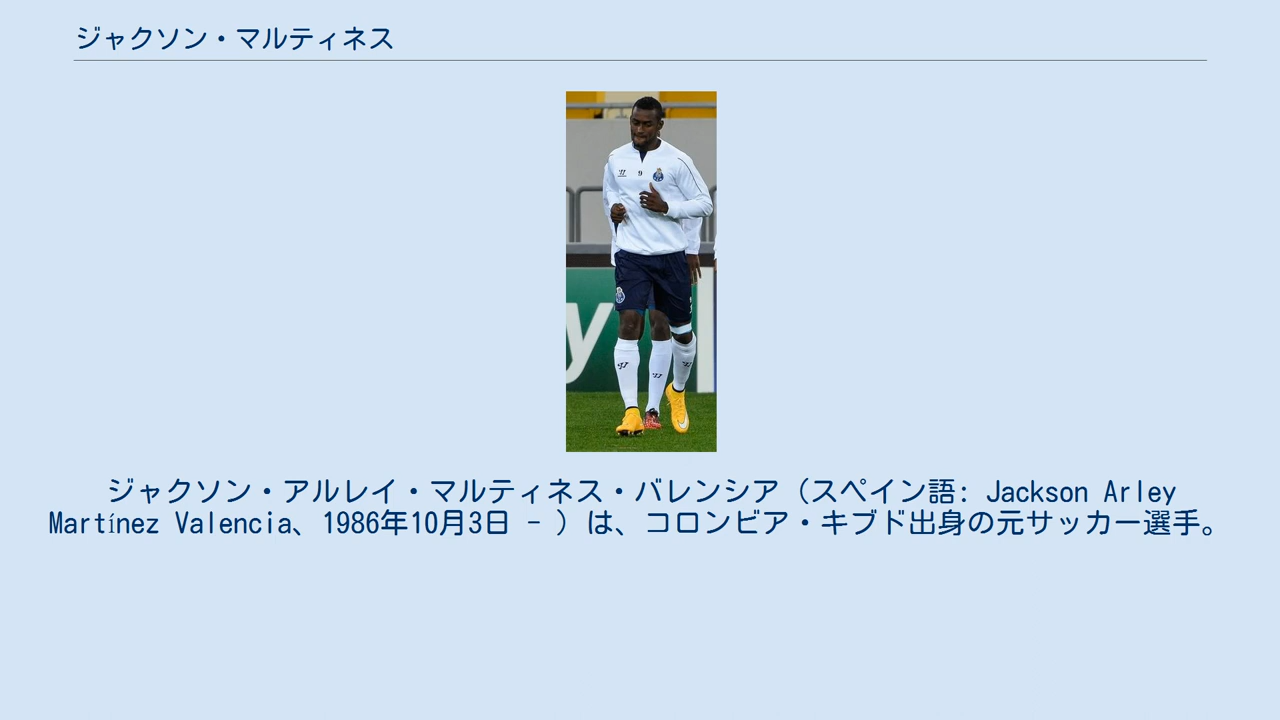 ジャクソン・マルティネス
9
y
ジャクソン・アルレイ・マルティネス・バレンシア（スペイン語: Jackson Arley
Martínez Valencia、1986年10月3日 - ）は、コロンビア・キブド出身の元サッカー選手。